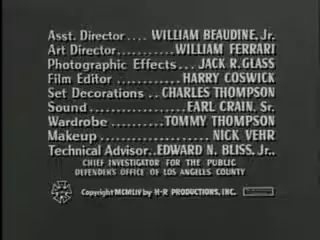 Asst. Director.... WILLIAM BEAUDINE, Jr.
Art Director.......... WILLIAM FERRARI
Photographic Effects... JACK R. GLASS
Film Editor ........... HARRY COSWICK
Set Decorations .. CHARLES THOMPSON
Sound ................ EARL CRAIN, Sr.
Wardrobe ......... TOMMY THOMPSON
Makeup ................. NICK VEHR
Technical Advisor..EDWARD N. BLISS, Jr..
CHIEF INVESTIGATOR FOR THE PUBLIC
DEFENDER'S OFFICE OF LOS ANGELES COUNTY
Copyright MCMLIV by H-R PRODUCTIONS, INC.